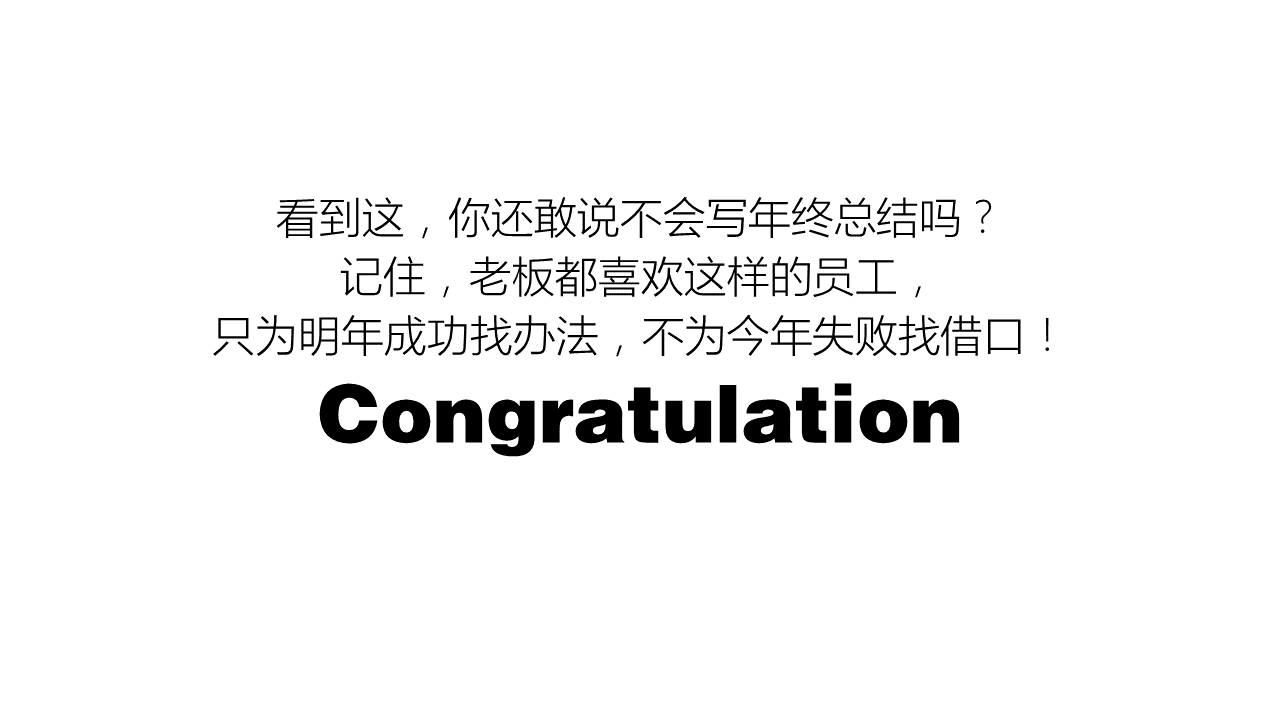 看到这，你还敢说不会写年终总结吗？
记住，老板都喜欢这样的员工，
只为明年成功找办法，不为今年失败找借口！
Congratulation